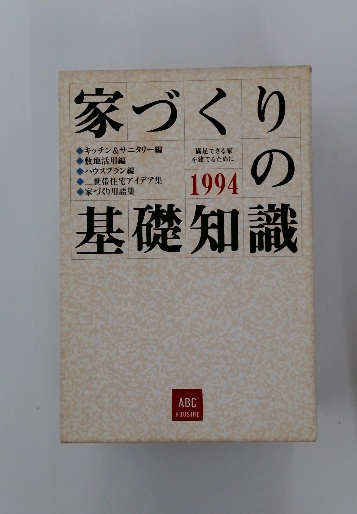 家づくりの
基礎知識
◆キッチン&サニタリー編
◆敷地活用編
◆ハウスプラン編
◆二世帯住宅アイデア集
◆家づくり用語集
満足できる家
を建てるために
1994
ABC
HOUSING